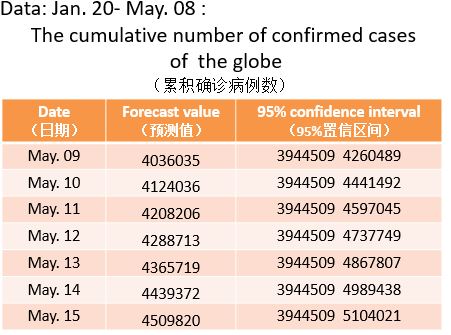 Data: Jan. 20- May. 08 :
The cumulative number of confirmed cases
of the globe
（累积确诊病例数）
Date Forecast value 95% confidence interval
（日期） （预测值） （95%置信区间）
May. 09 4036035 3944509 4260489
May. 10 4124036 3944509 4441492
May. 11 4208206 3944509 4597045
May. 12 4288713 3944509 4737749
May. 13 4365719 3944509 4867807
May. 14 4439372 3944509 4989438
May. 15 4509820 3944509 5104021